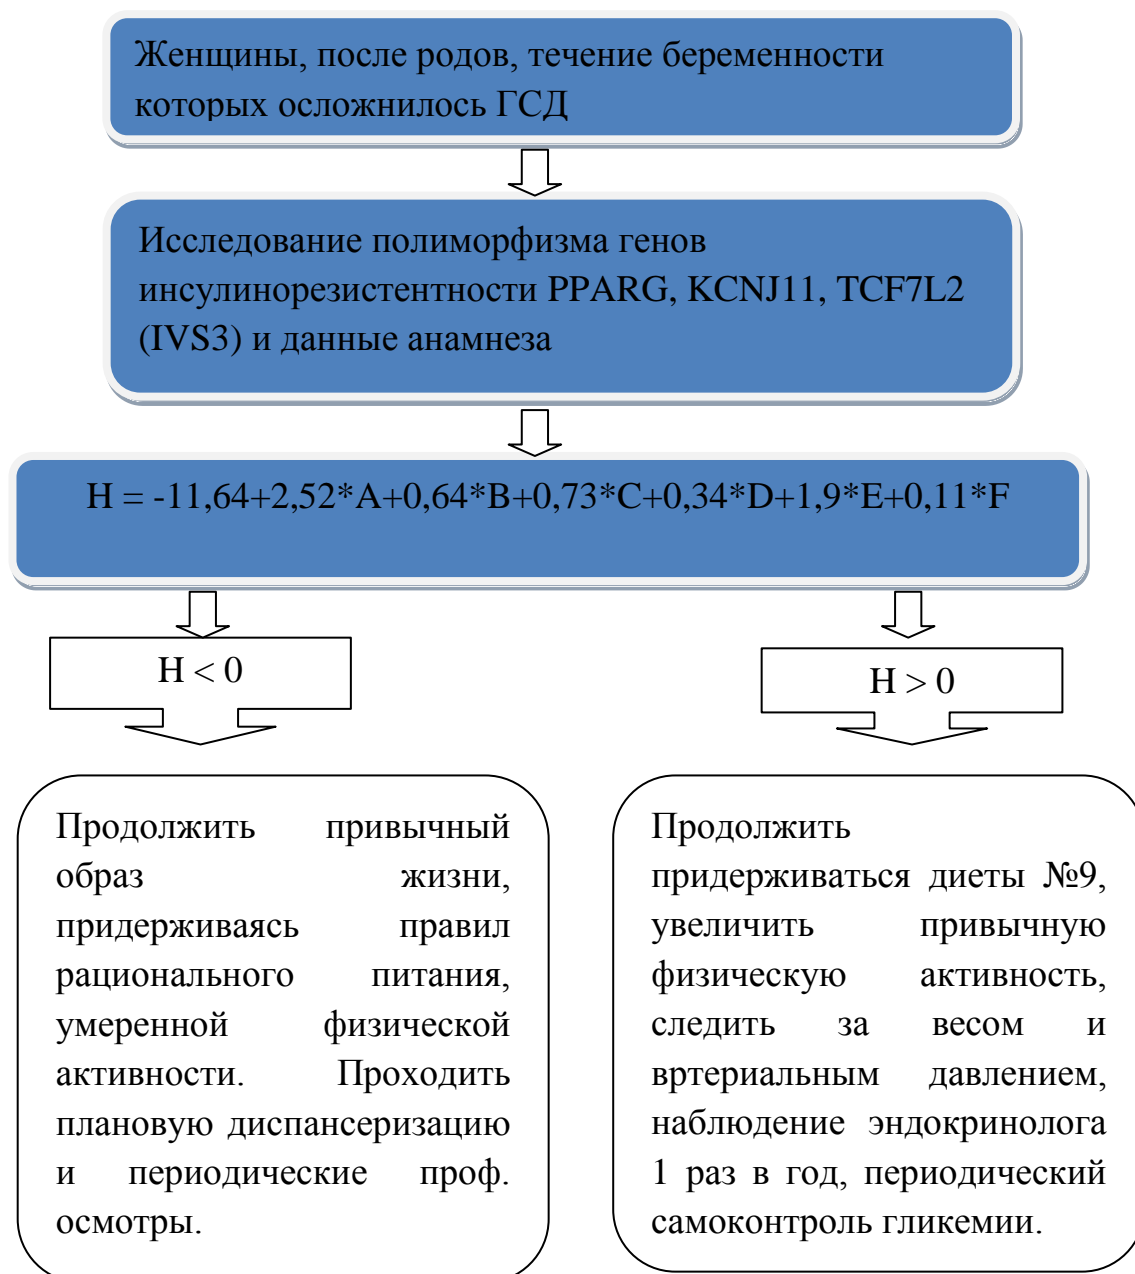 Женщины, после родов, течение беременности
которых осложнилось ГСД
Исследование полиморфизма генов
инсулинорезистентности PPARG, KCNJ11, TCF7L2
(IVS3) и данные анамнеза
H = -11,64+2,52*A+0,64*B+0,73*C+0,34*D+1,9*E+0,11*F
H < 0
H > 0
Продолжить привычный
образ жизни,
придерживаясь правил
рационального питания,
умеренной физической
активности. Проходить
плановую диспансеризацию
и периодические проф.
осмотры.
Продолжить
придерживаться диеты №9,
увеличить привычную
физическую активность,
следить за весом и
вртериальным давлением,
наблюдение эндокринолога
1 раз в год, периодический
самоконтроль гликемии.